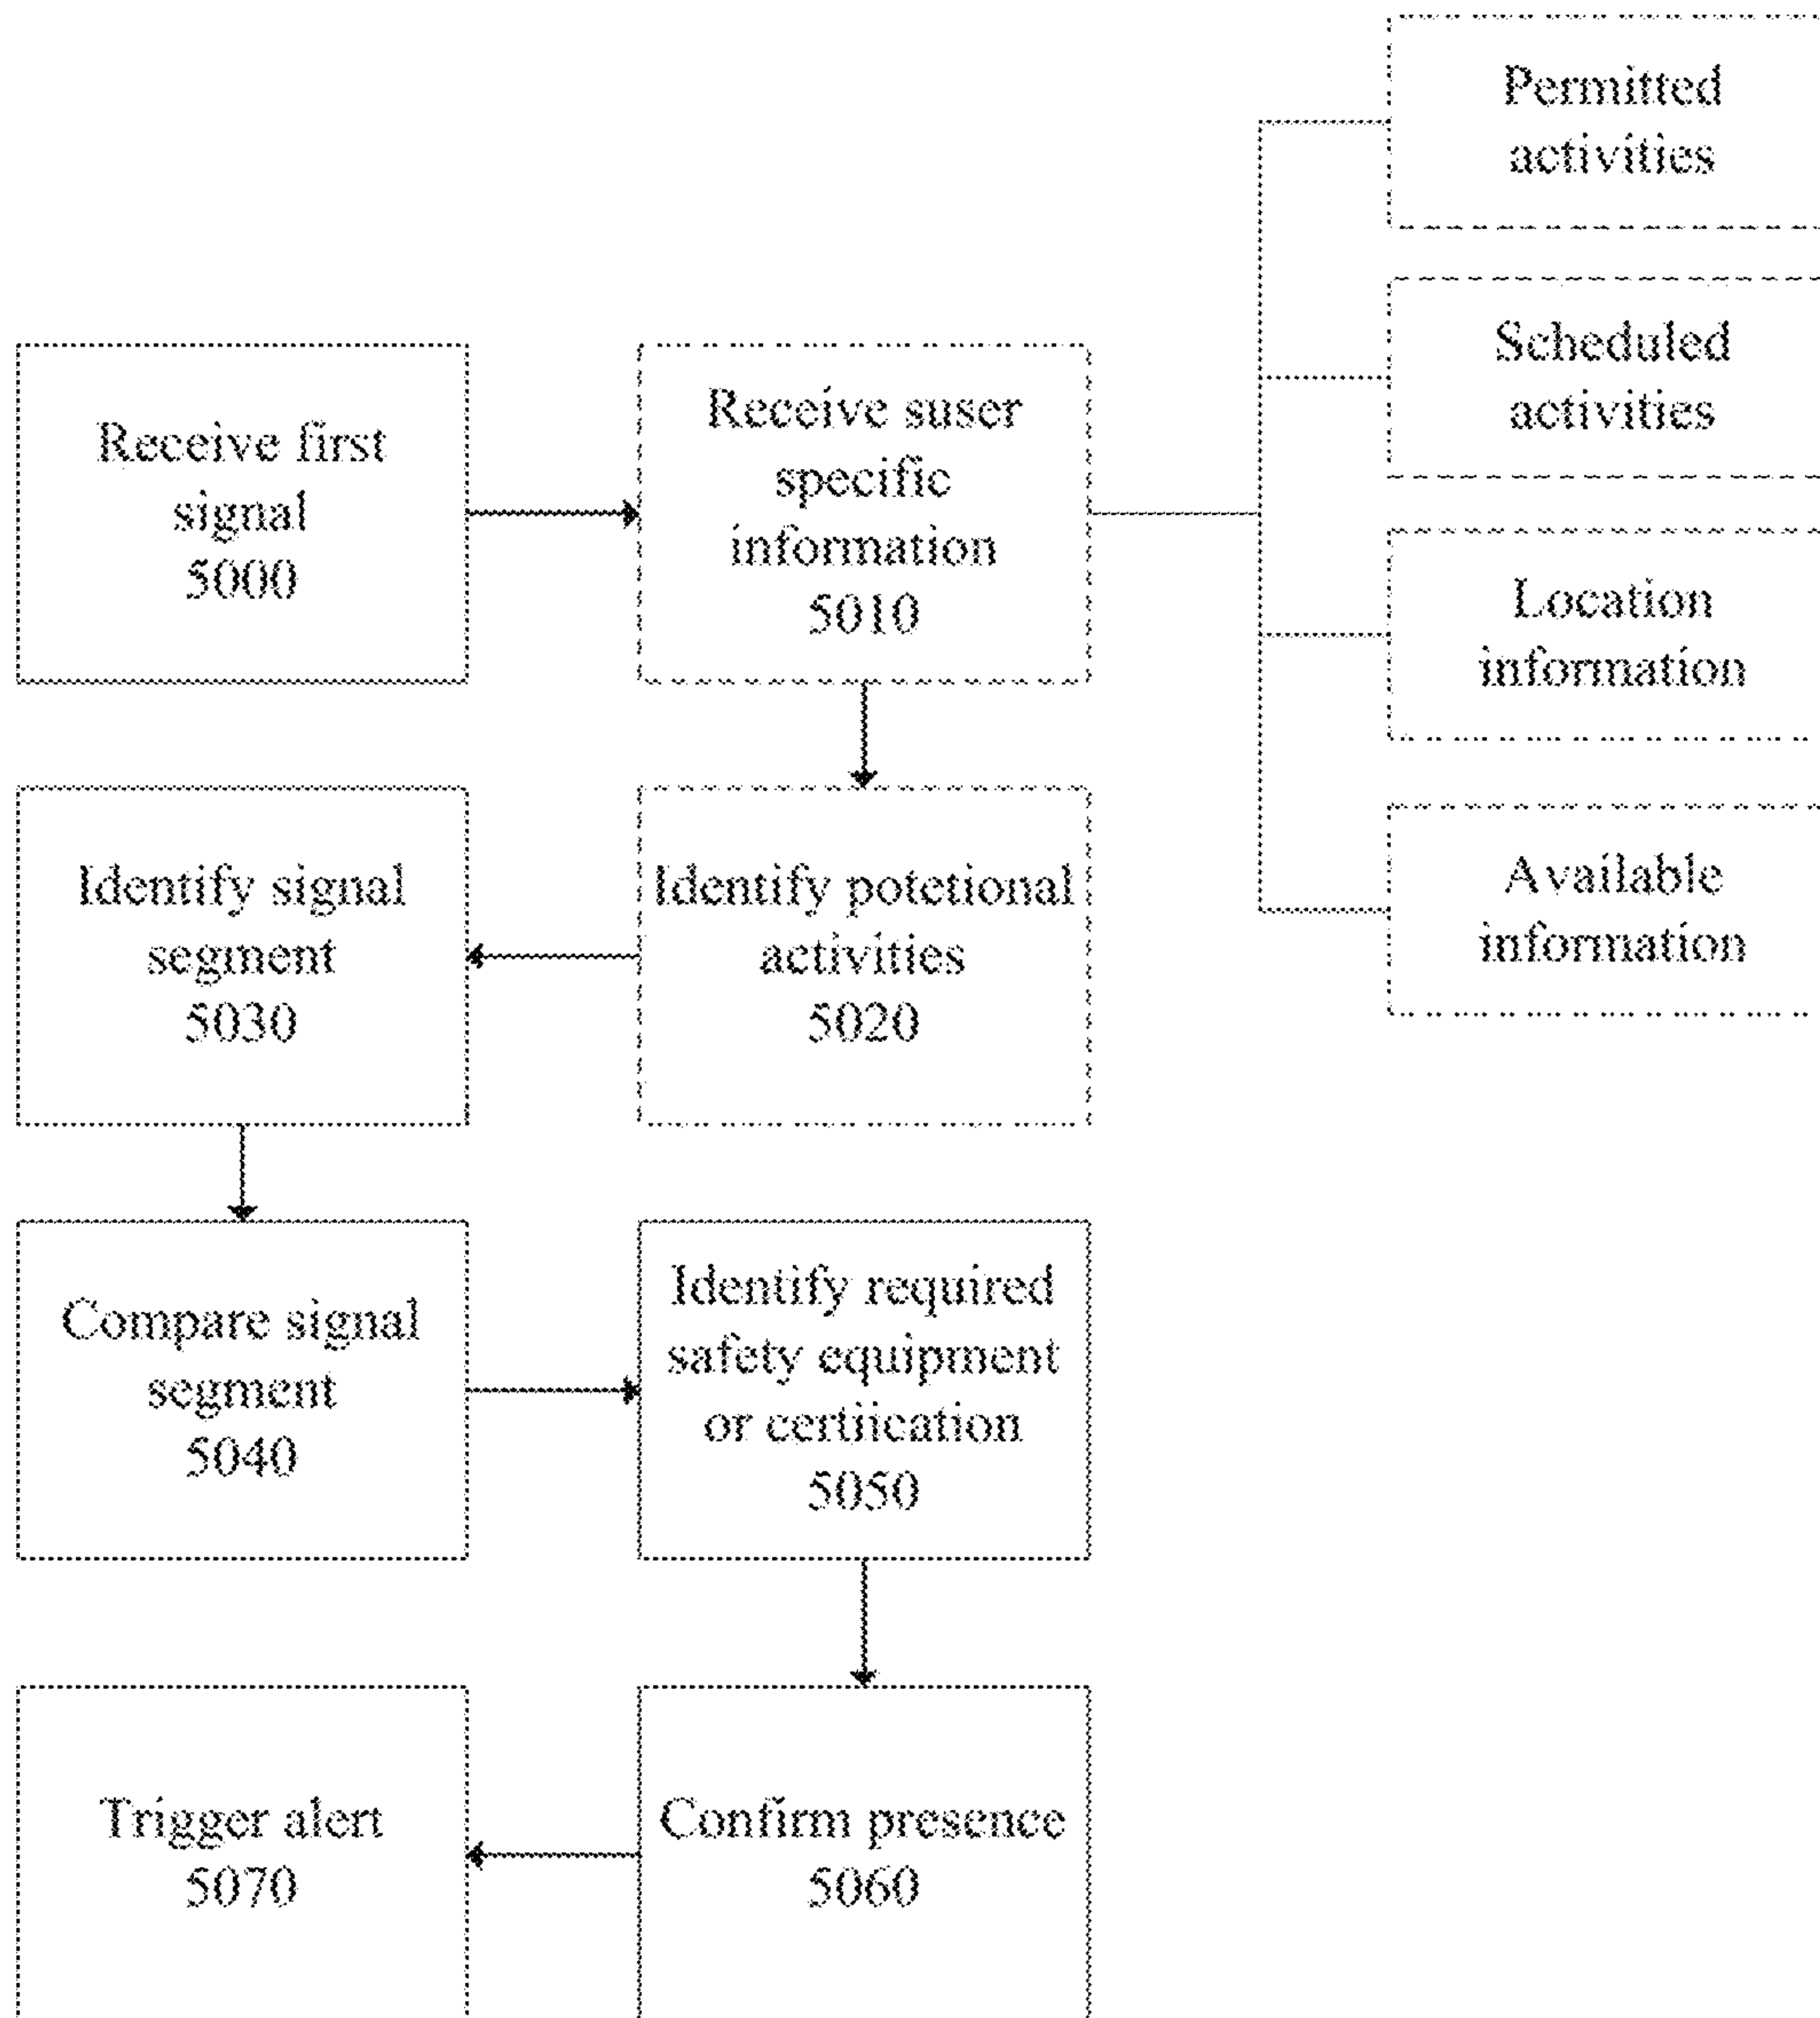 Permitted
activities
Scheduled
activities
Location
information
Available
information
Receive first
signal
5000
Receive suser
specific
information
5010
Identify potetional
activities
5020
Identify signal
segment
5030
Compare signal
segment
5040
Identify required
safety equipment
or certiication
5050
Confirm presence
5060
Trigger alert
5070